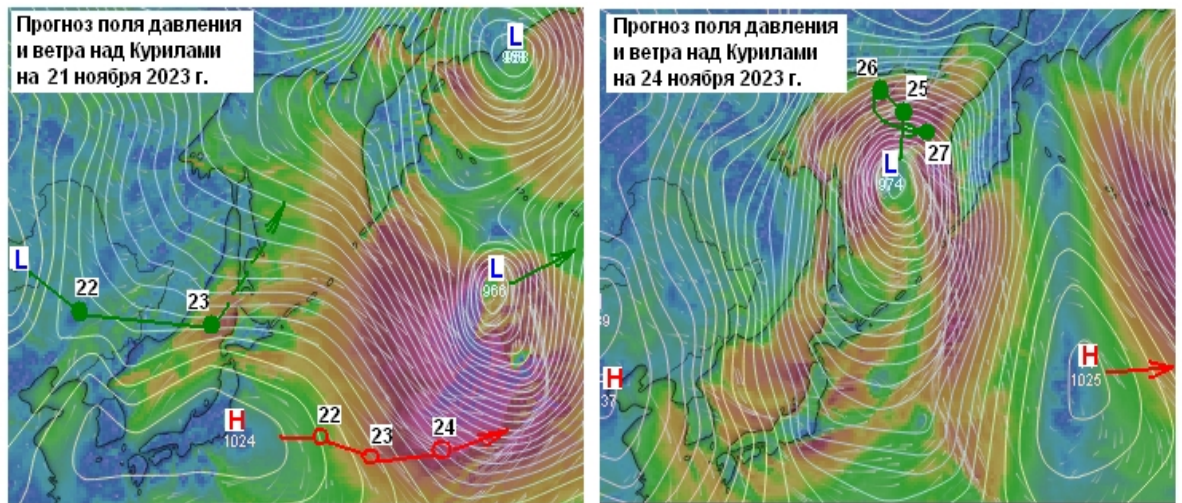 Прогноз поля давления
и ветра над Курилами
на 21 ноября 2023 г.
L
L
22
23
L
966
H
1024
22
23
24
Прогноз поля давления
и ветра над Курилами
на 24 ноября 2023 г.
26
25
27
L
974
H
37
H
1025